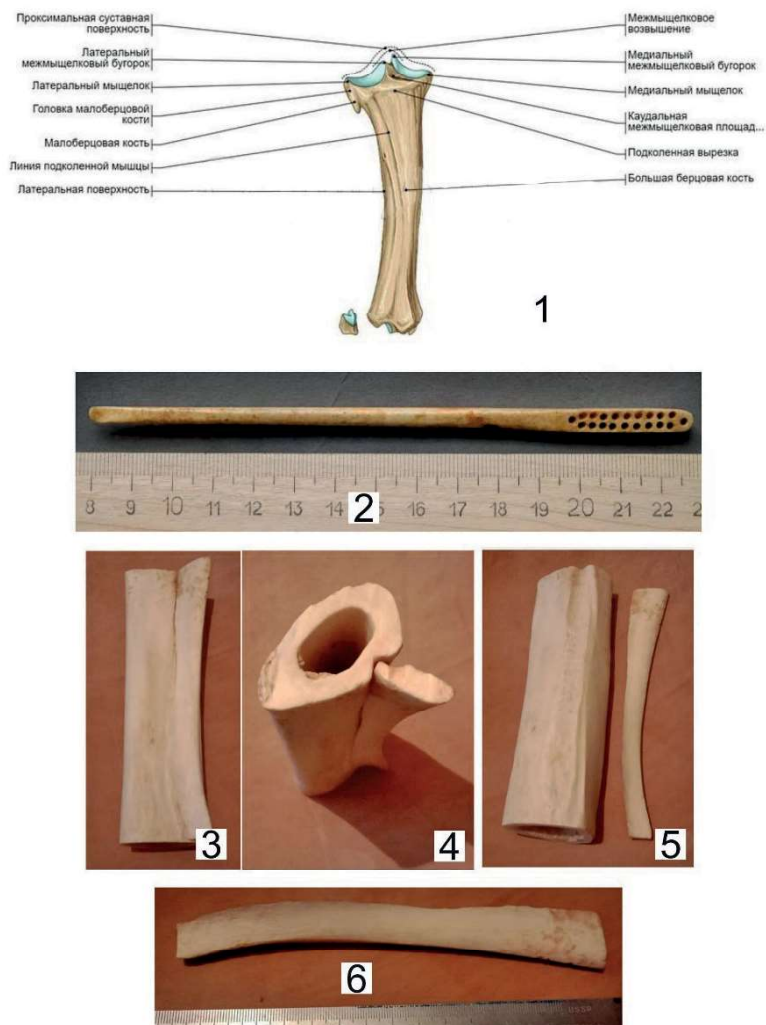 Проксимальная суставная
поверхность
Латеральный
межмыщелковый бугорок
Латеральный мыщелок
Головка малоберцовой
кости
Малоберцовая кость
Линия подколенной мышцы
Латеральная поверхность
Межмыщелковое
возвышение
Медиальный
межмыщелковый бугорок
Медиальный мыщелок
Каудальная
межмыщелковая площад...
Подколенная вырезка
Большая берцовая кость
1
8 9 10 11 12 13 14 15 16 17 18 19 20 21 22 2
2
3
4
5
6